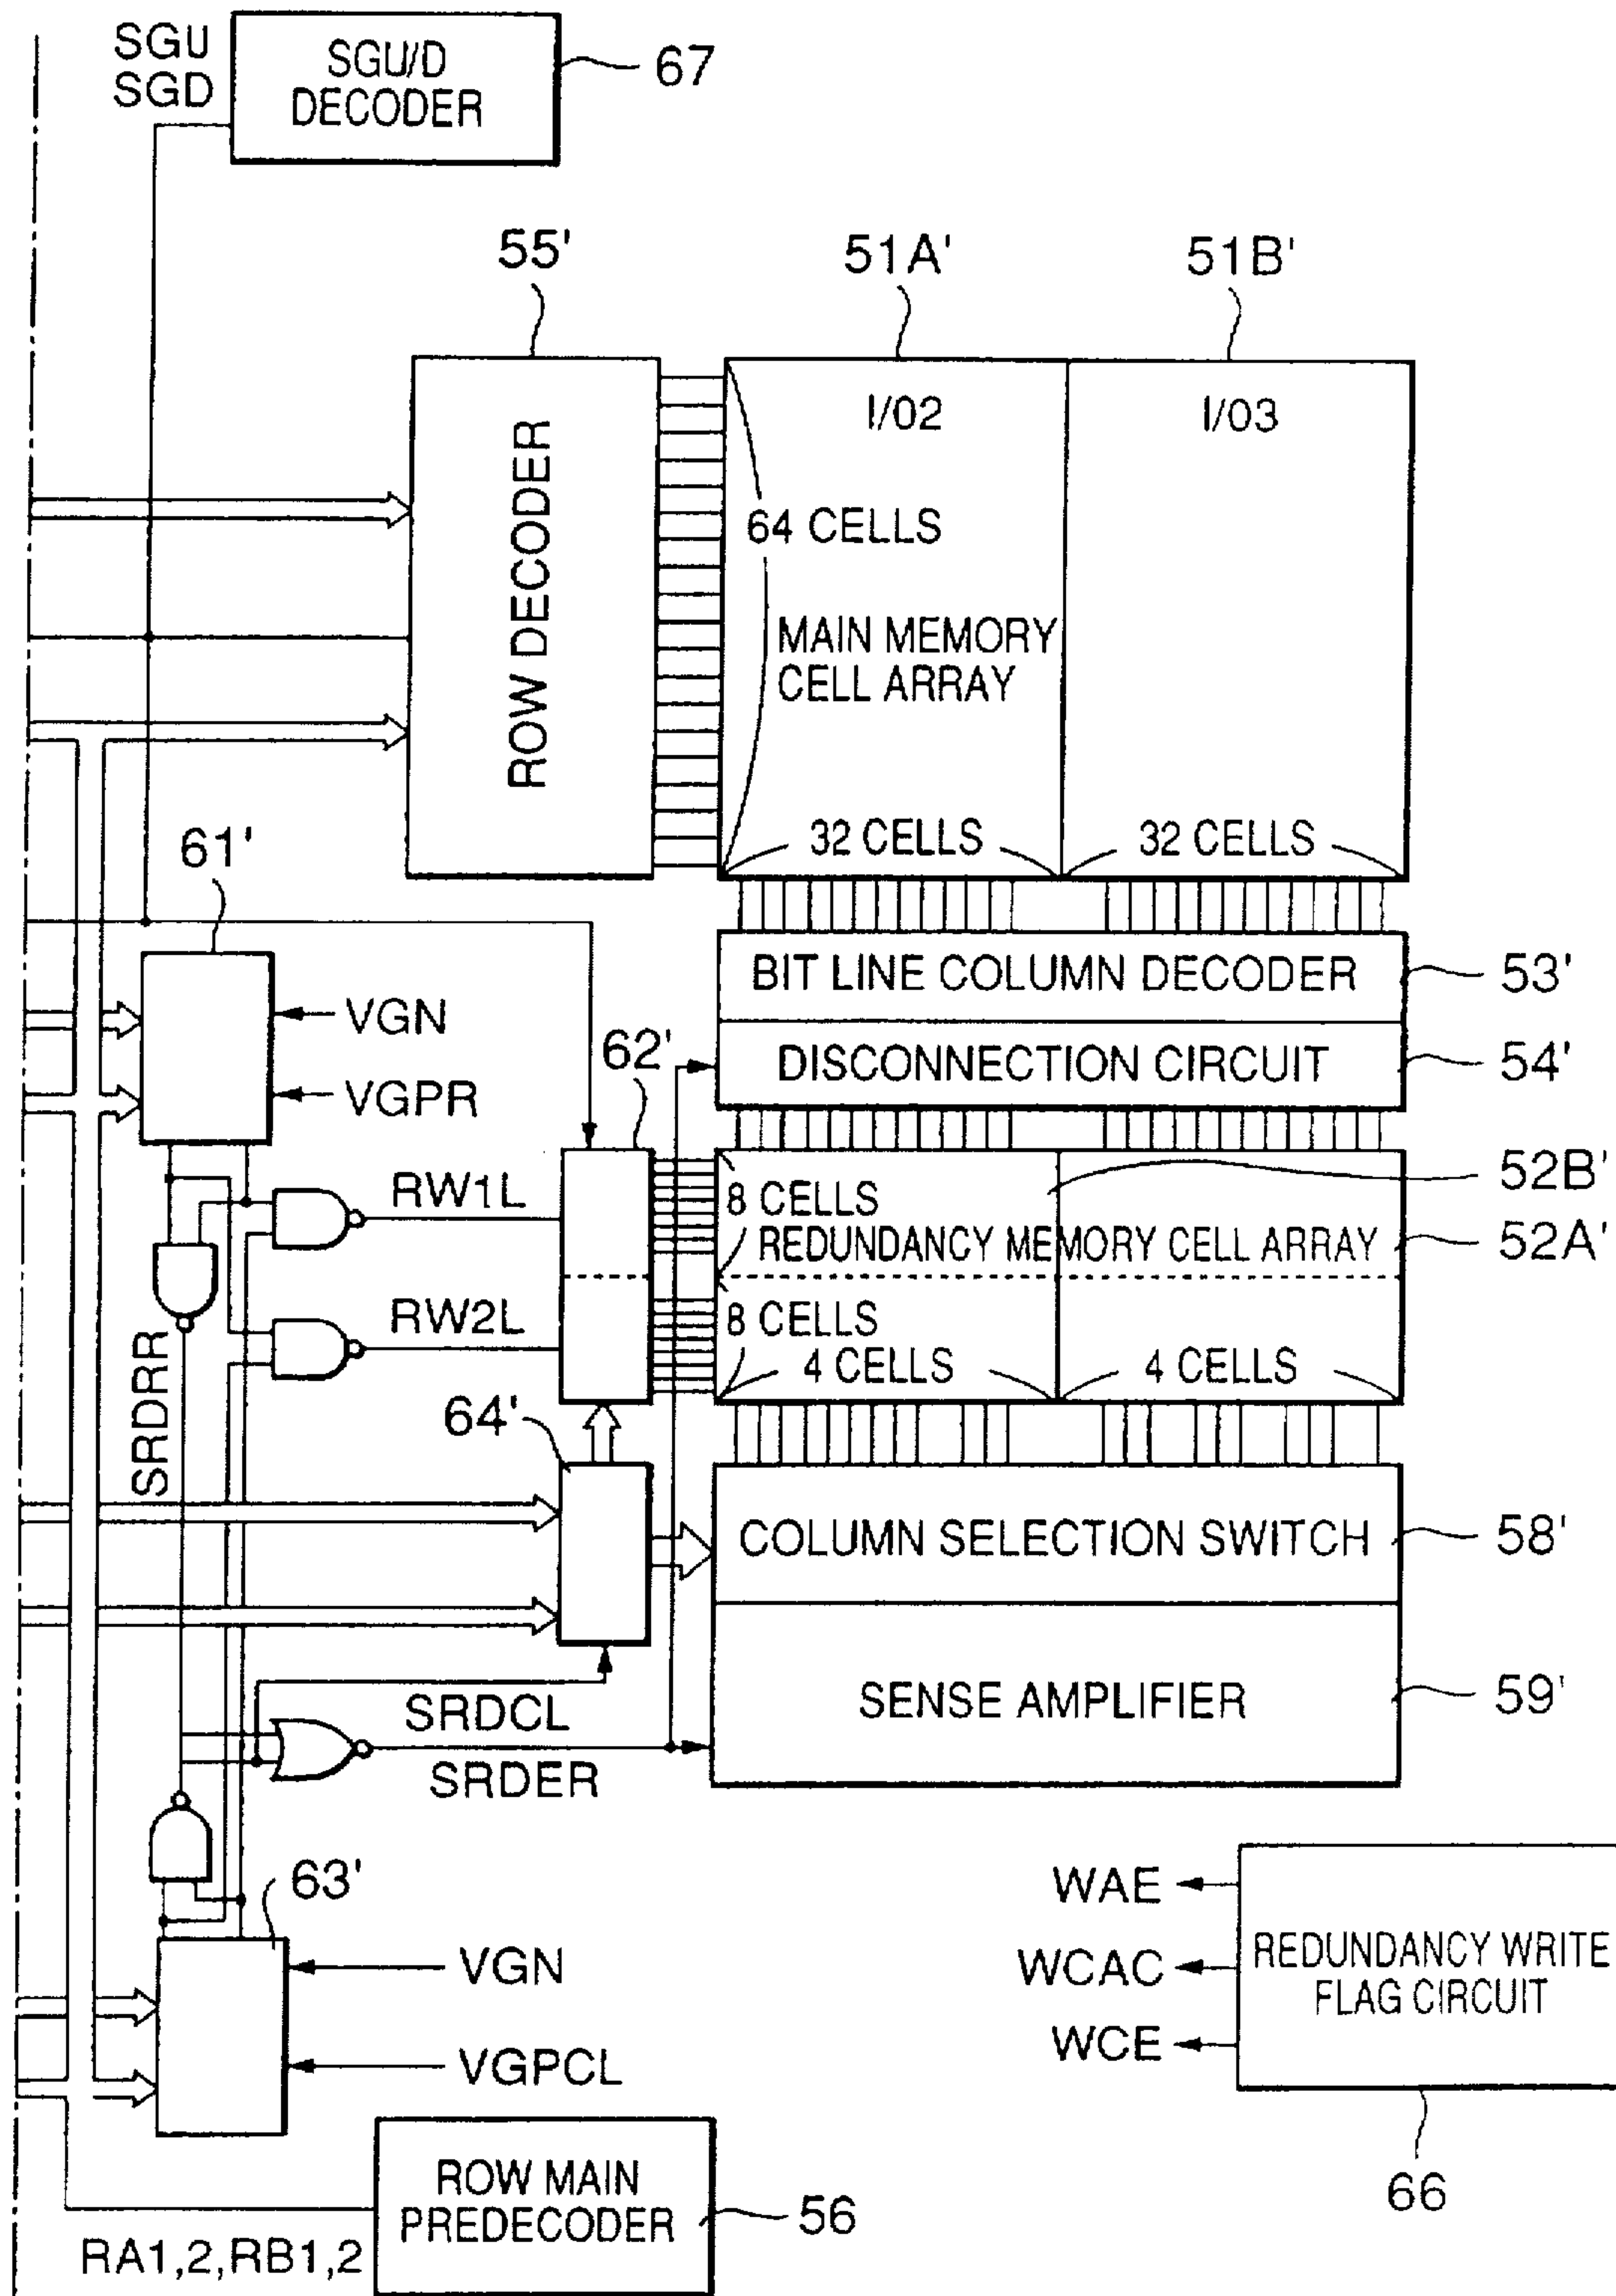 SGU
SGD
SGU/D
DECODER
67
55'
51A'
51B'
I/02
I/03
ROW DECODER
64 CELLS
MAIN MEMORY
CELL ARRAY
32 CELLS
32 CELLS
61'
BIT LINE COLUMN DECODER
53'
VGN
62'
DISCONNECTION CIRCUIT
54'
VGPR
52B'
RW1L
8 CELLS
REDUNDANCY MEMORY CELL ARRAY
52A'
RW2L
8 CELLS
4 CELLS
4 CELLS
SRDRR
64'
COLUMN SELECTION SWITCH
58'
SENSE AMPLIFIER
59'
SRDCL
SRDER
63'
WAE
VGN
WCAC
REDUNDANCY WRITE
FLAG CIRCUIT
WCE
VGPCL
66
ROW MAIN
PREDECODER
56
RA1,2,RB1,2